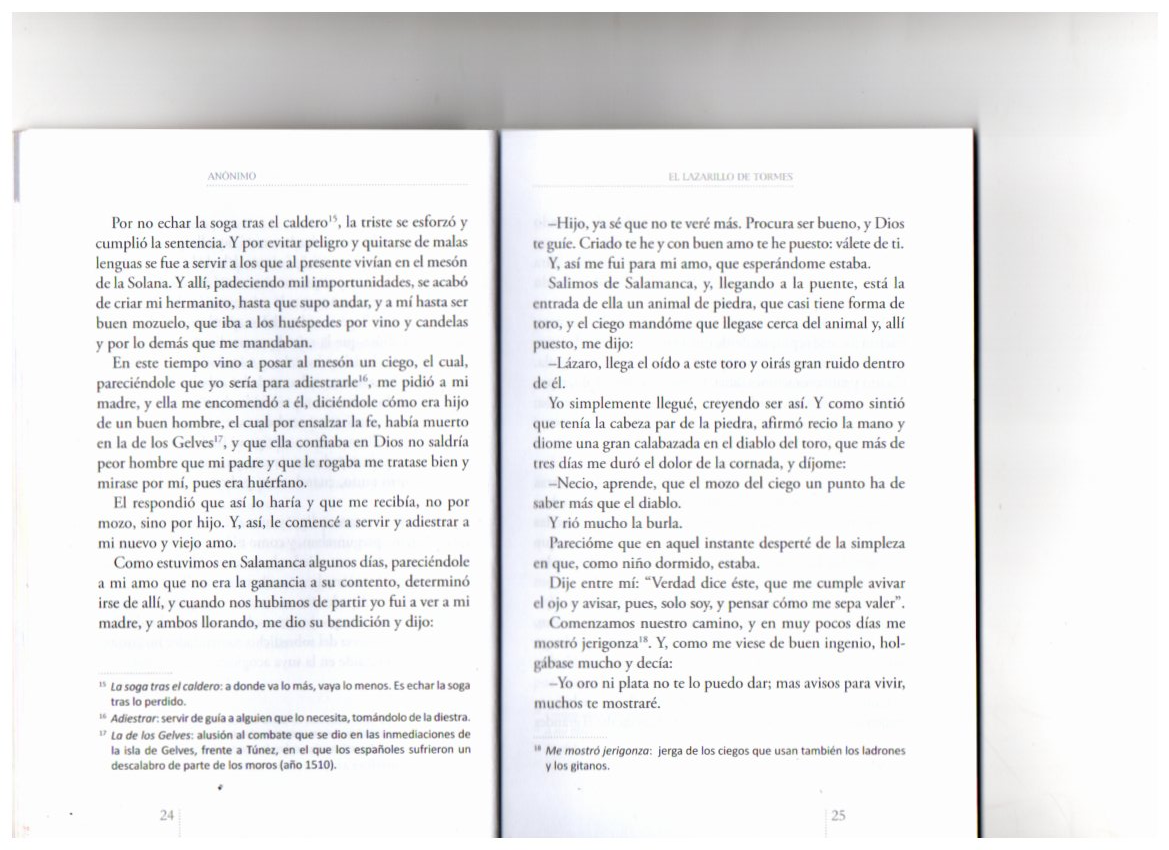 ANÓNIMO
Por no echar la soga tras el caldero¹⁵, la triste se esforzó y
cumplió la sentencia. Y por evitar peligro y quitarse de malas
lenguas se fue a servir a los que al presente vivían en el mesón
de la Solana. Y allí, padeciendo mil importunidades, se acabó
de criar mi hermanito, hasta que supo andar, y a mí hasta ser
buen mozuelo, que iba a los huéspedes por vino y candelas
y por lo demás que me mandaban.
En este tiempo vino a posar al mesón un ciego, el cual,
pareciéndole que yo sería para adiestrarle¹⁶, me pidió a mi
madre, y ella me encomendó a él, diciéndole cómo era hijo
de un buen hombre, el cual por ensalzar la fe, había muerto
en la de los Gelves¹⁷, y que ella confiaba en Dios no saldría
peor hombre que mi padre y que le rogaba me tratase bien y
mirase por mí, pues era huérfano.
El respondió que así lo haría y que me recibía, no por
mozo, sino por hijo. Y, así, le comencé a servir y adiestrar a
mi nuevo y viejo amo.
Como estuvimos en Salamanca algunos días, pareciéndole
a mi amo que no era la ganancia a su contento, determinó
irse de allí, y cuando nos hubimos de partir yo fui a ver a mi
madre, y ambos llorando, me dio su bendición y dijo:
¹⁵ La soga tras el caldero: a donde va lo más, vaya lo menos. Es echar la soga
tras lo perdido.
¹⁶ Adiestrar: servir de guía a alguien que lo necesita, tomándolo de la diestra.
¹⁷ La de los Gelves: alusión al combate que se dio en las inmediaciones de
la isla de Gelves, frente a Túnez, en el que los españoles sufrieron un
descalabro de parte de los moros (año 1510).
24
EL LAZARILLO DE TORMES
–Hijo, ya sé que no te veré más. Procura ser bueno, y Dios
te guíe. Criado te he y con buen amo te he puesto: válete de ti.
Y, así me fui para mi amo, que esperándome estaba.
Salimos de Salamanca, y, llegando a la puente, está la
entrada de ella un animal de piedra, que casi tiene forma de
toro, y el ciego mandóme que llegase cerca del animal y, allí
puesto, me dijo:
–Lázaro, llega el oído a este toro y oirás gran ruido dentro
de él.
Yo simplemente llegué, creyendo ser así. Y como sintió
que tenía la cabeza par de la piedra, afirmó recio la mano y
diome una gran calabazada en el diablo del toro, que más de
tres días me duró el dolor de la cornada, y díjome:
–Necio, aprende, que el mozo del ciego un punto ha de
saber más que el diablo.
Y rió mucho la burla.
Parecióme que en aquel instante desperté de la simpleza
en que, como niño dormido, estaba.
Dije entre mí: “Verdad dice éste, que me cumple avivar
el ojo y avisar, pues, solo soy, y pensar cómo me sepa valer”.
Comenzamos nuestro camino, y en muy pocos días me
mostró jerigonza¹⁸. Y, como me viese de buen ingenio, hol-
gábase mucho y decía:
–Yo oro ni plata no te lo puedo dar; mas avisos para vivir,
muchos te mostraré.
¹⁸ Me mostró jerigonza: jerga de los ciegos que usan también los ladrones
y los gitanos.
25